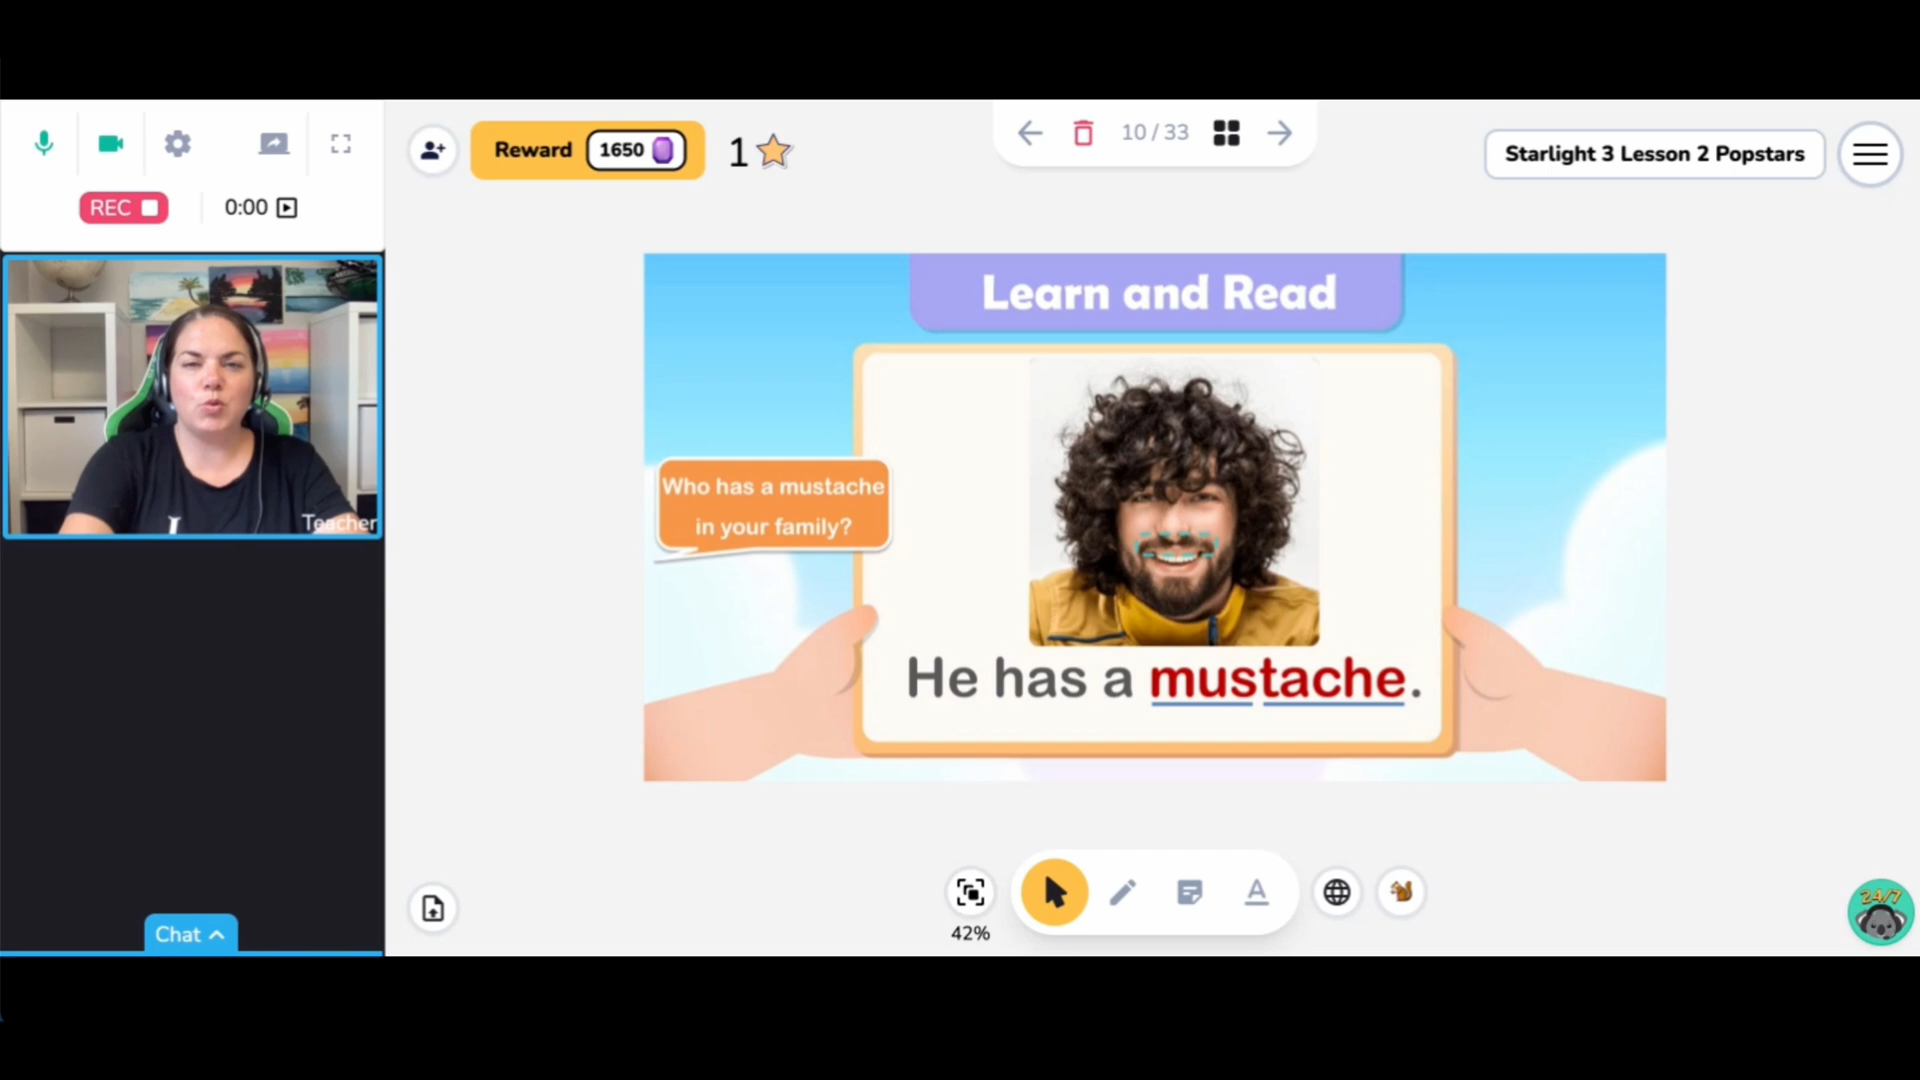 REC
0:00
Teacher
Chat
Reward 1650
1
10 / 33
Starlight 3 Lesson 2 Popstars
Learn and Read
Who has a mustache
in your family?
He has a mustache.
42%
24/7